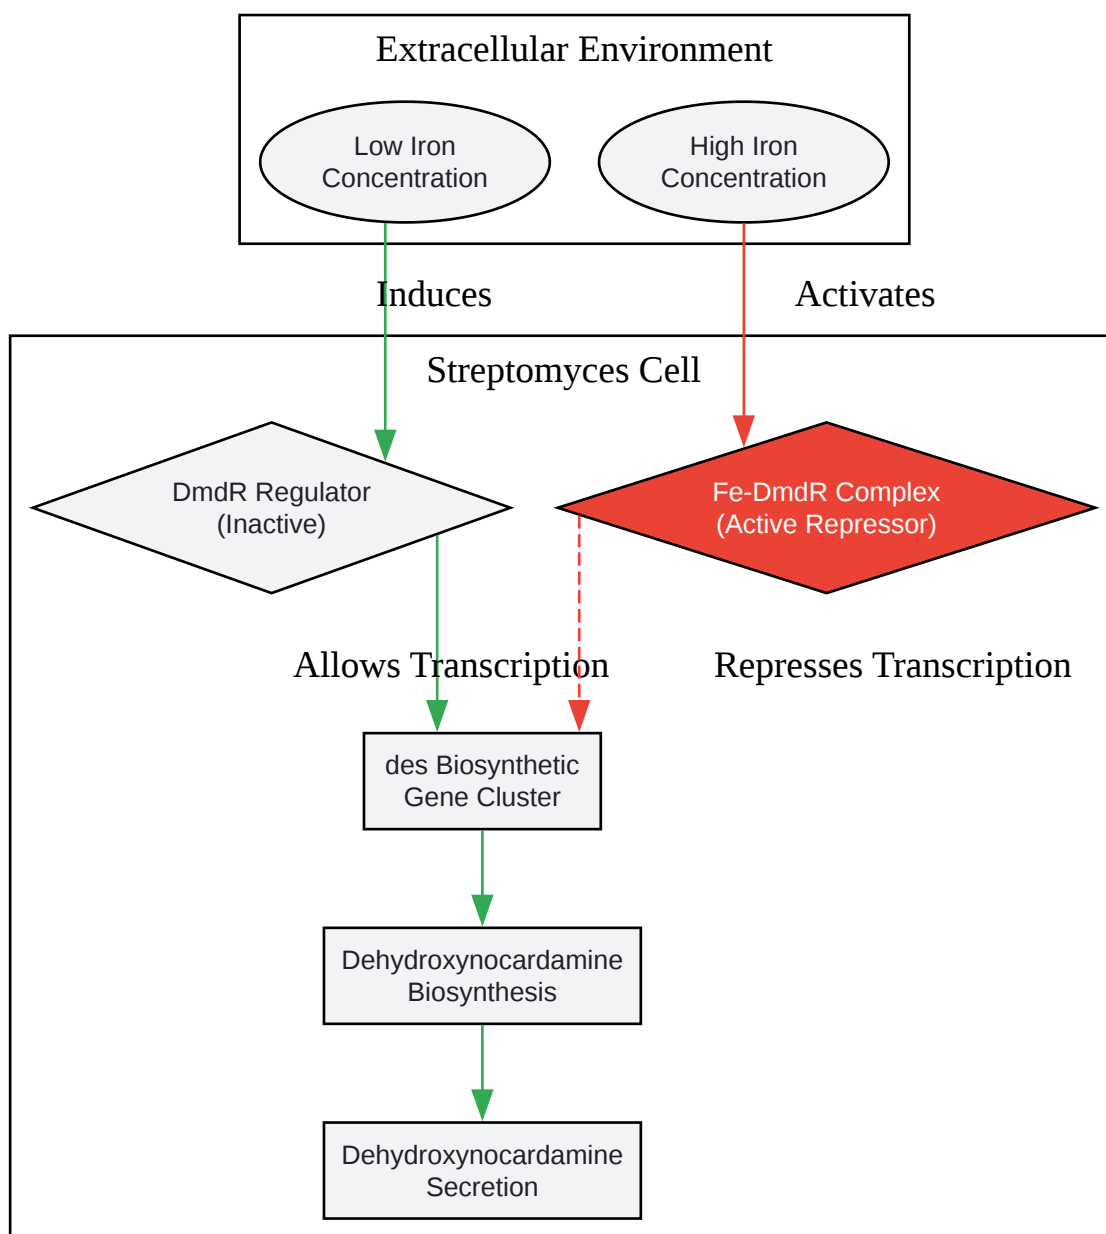 Extracellular Environment
Low Iron
Concentration
High Iron
Concentration
Induces
Activates
Streptomyces Cell
DmdR Regulator
(Inactive)
Fe-DmdR Complex
(Active Repressor)
Allows Transcription
Represses Transcription
des Biosynthetic
Gene Cluster
Dehydroxynocardamine
Biosynthesis
Dehydroxynocardamine
Secretion